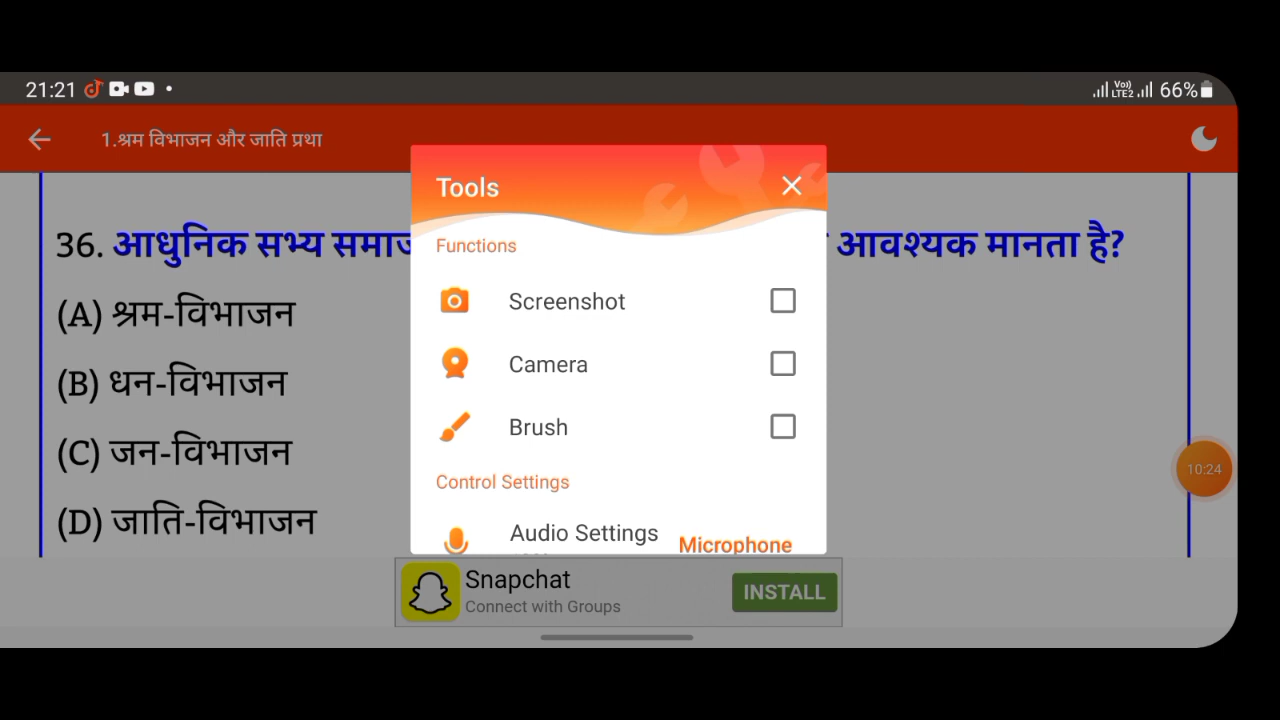 21:21
Vo) LTE2 66%
1.श्रम विभाजन और जाति प्रथा
Tools
Functions
36. आधुनिक सभ्य समाज आवश्यक मानता है?
Screenshot
(A) श्रम-विभाजन
Camera
(B) धन-विभाजन
Brush
(C) जन-विभाजन
10:24
Control Settings
(D) जाति-विभाजन
Audio Settings
Microphone
Snapchat
Connect with Groups
INSTALL